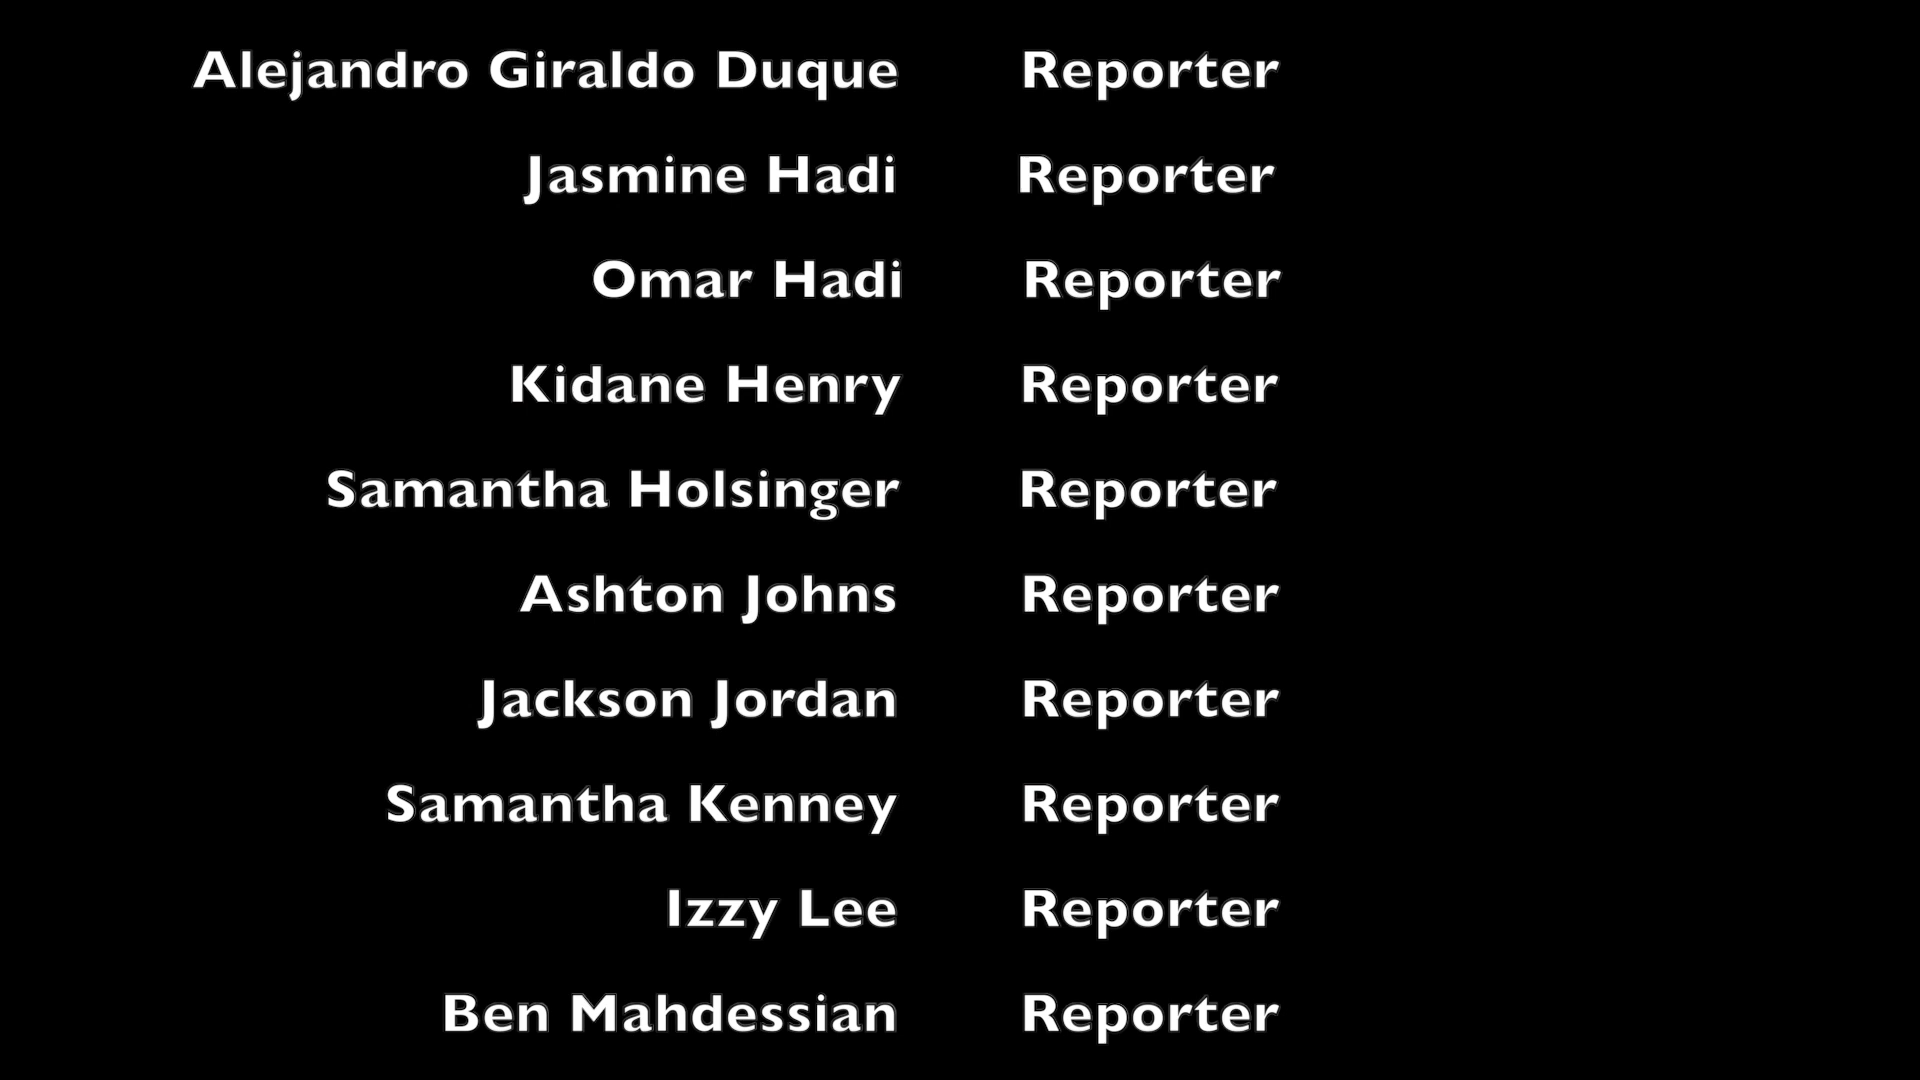 Alejandro Giraldo Duque Reporter
Jasmine Hadi Reporter
Omar Hadi Reporter
Kidane Henry Reporter
Samantha Holsinger Reporter
Ashton Johns Reporter
Jackson Jordan Reporter
Samantha Kenney Reporter
Izzy Lee Reporter
Ben Mahdessian Reporter